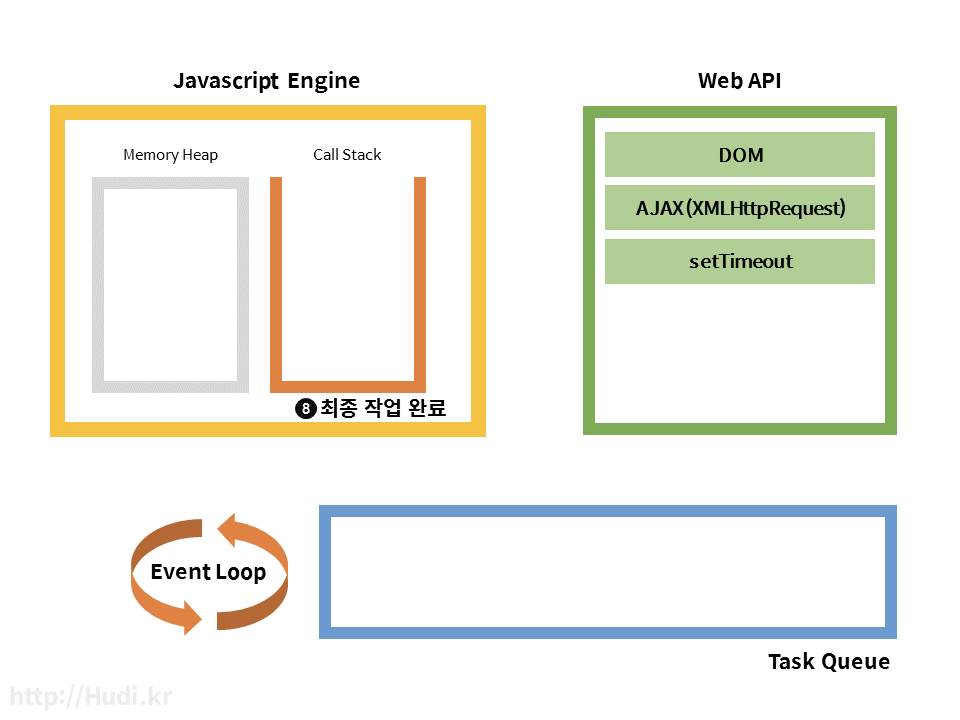 Javascript Engine
Web API
Memory Heap
Call Stack
DOM
AJAX(XMLHttpRequest)
setTimeout
❽최종 작업 완료
Event Loop
Task Queue
http://Hudi.kr